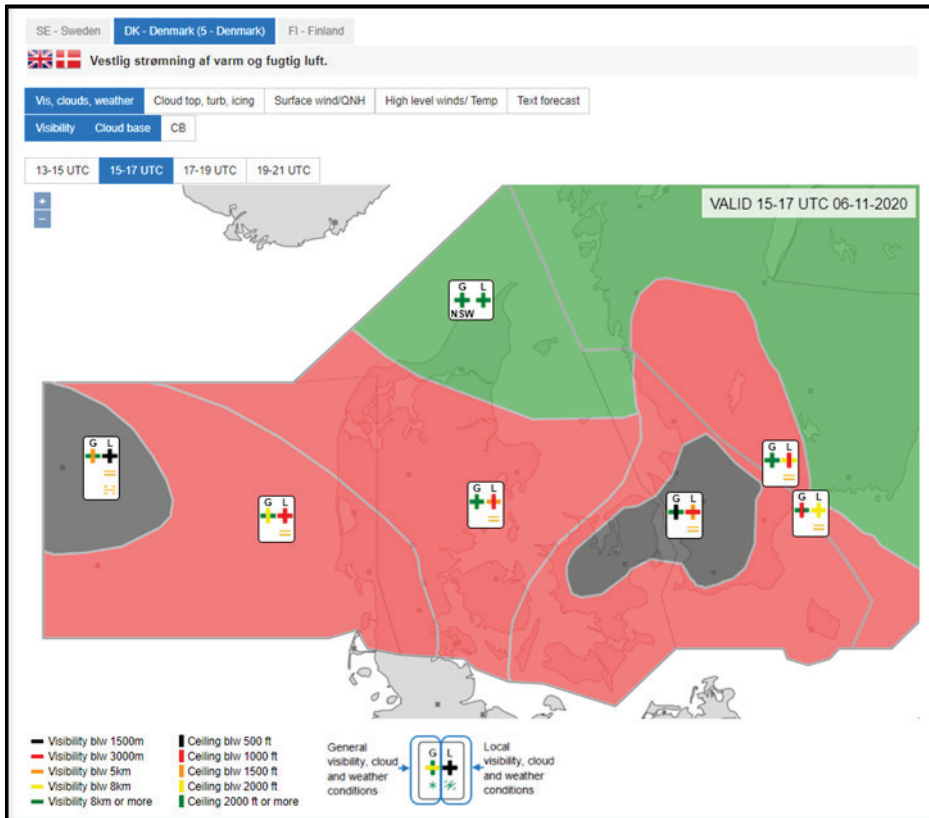 SE - Sweden DK - Denmark (5 - Denmark) FI - Finland
Vestlig strømning af varm og fugtig luft.
Vis, clouds, weather Cloud top, turb, icing Surface wind/QNH High level winds/ Temp Text forecast
Visibility Cloud base CB
13-15 UTC 15-17 UTC 17-19 UTC 19-21 UTC
+
−
VALID 15-17 UTC 06-11-2020
G L
NSW
G L
G L
G L
G L
G L
G L
Visibility blw 1500m
Visibility blw 3000m
Visibility blw 5km
Visibility blw 8km
Visibility 8km or more
Ceiling blw 500 ft
Ceiling blw 1000 ft
Ceiling blw 1500 ft
Ceiling blw 2000 ft
Ceiling 2000 ft or more
General
visibility, cloud
and weather
conditions
G L
Local
visibility, cloud
and weather
conditions